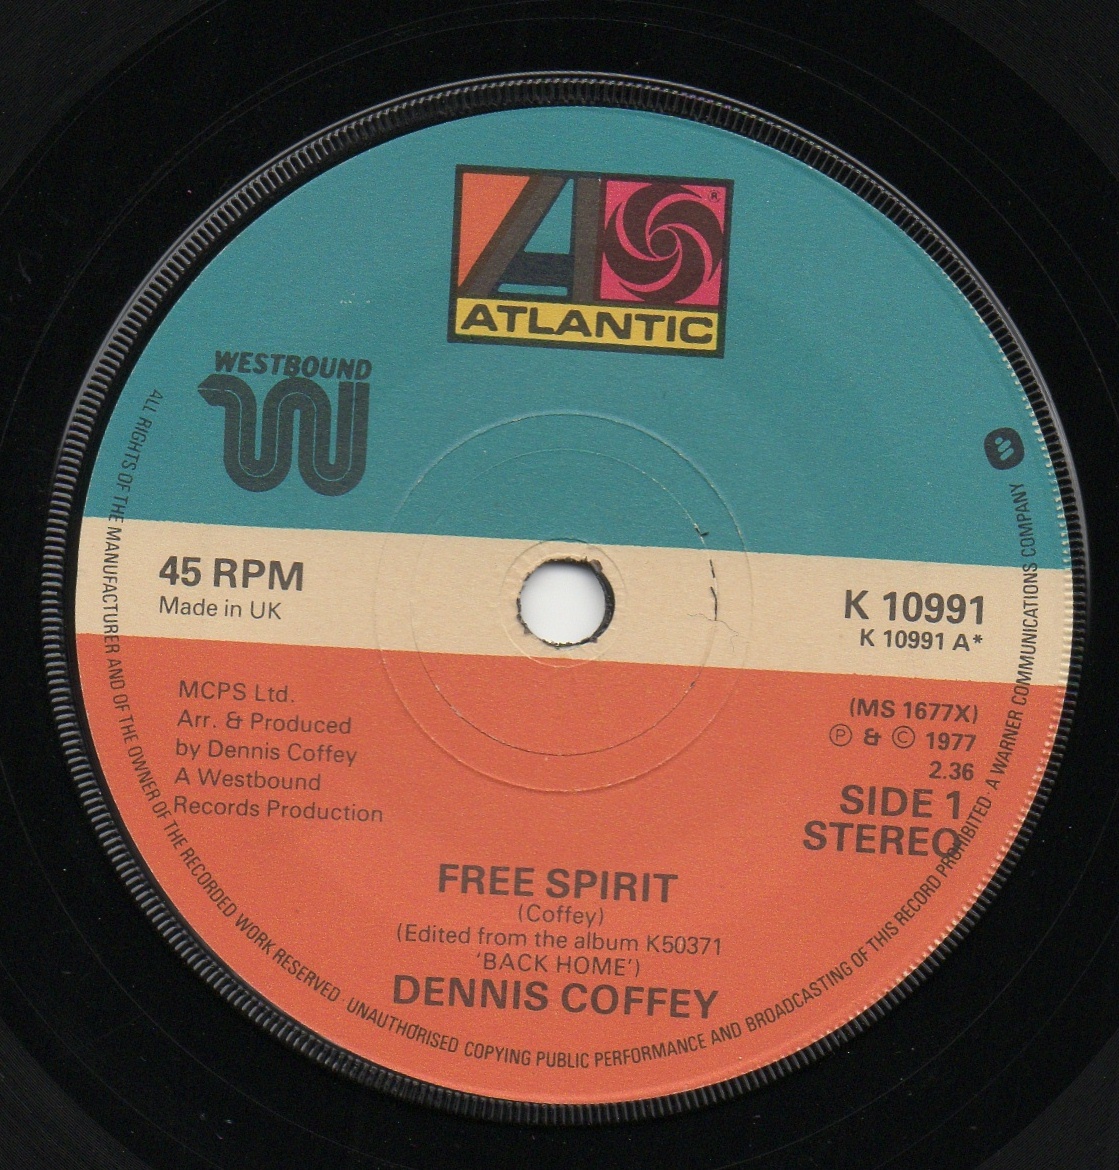 ATLANTIC
®
WESTBOUND
45 RPM
Made in UK
K 10991
K 10991 A*
MCPS Ltd.
Arr. & Produced
by Dennis Coffey
A Westbound
Records Production
(MS 1677X)
Ⓟ & © 1977
2.36
SIDE 1
STEREO
FREE SPIRIT
(Coffey)
(Edited from the album K50371
'BACK HOME')
DENNIS COFFEY
ALL RIGHTS OF THE MANUFACTURER AND OF THE OWNER OF THE RECORDED WORK RESERVED · UNAUTHORISED COPYING PUBLIC PERFORMANCE AND BROADCASTING OF THIS RECORD PROHIBITED · A WARNER COMMUNICATIONS COMPANY